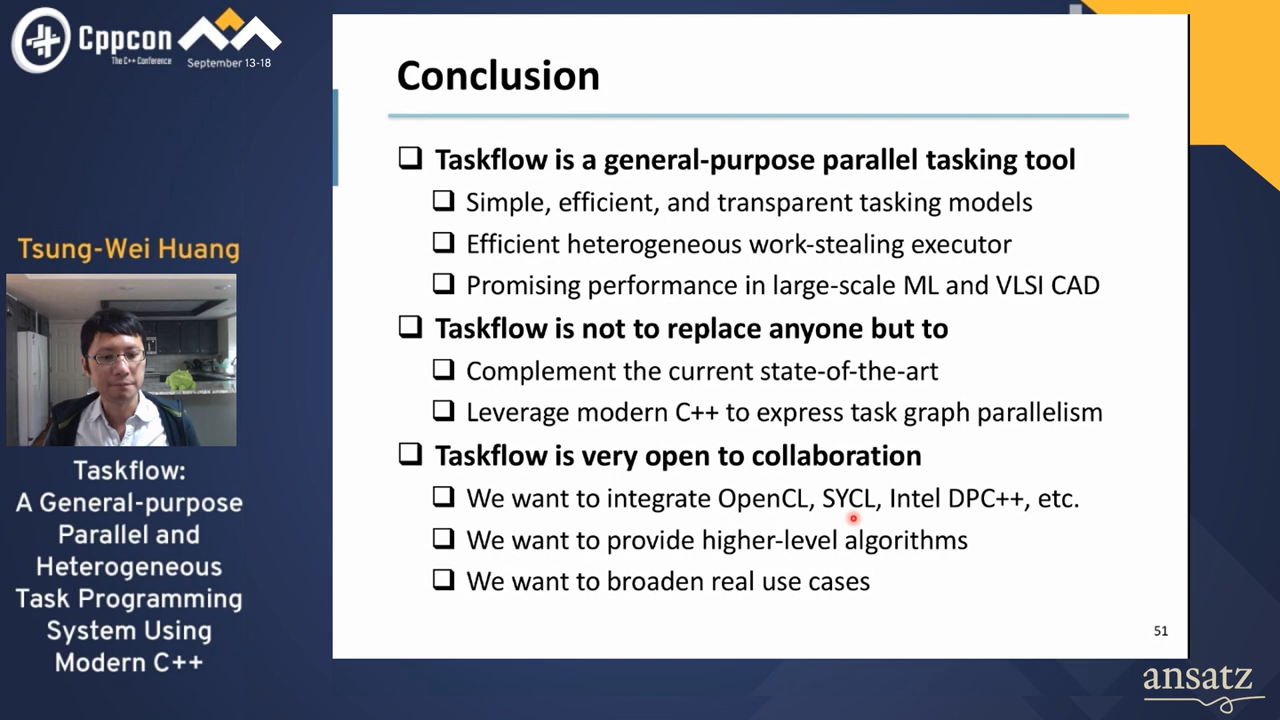 Cppcon
The C++ Conference
September 13-18
Tsung-Wei Huang
Taskflow:
A General-purpose
Parallel and
Heterogeneous
Task Programming
System Using
Modern C++
Conclusion
Taskflow is a general-purpose parallel tasking tool
Simple, efficient, and transparent tasking models
Efficient heterogeneous work-stealing executor
Promising performance in large-scale ML and VLSI CAD
Taskflow is not to replace anyone but to
Complement the current state-of-the-art
Leverage modern C++ to express task graph parallelism
Taskflow is very open to collaboration
We want to integrate OpenCL, SYCL, Intel DPC++, etc.
We want to provide higher-level algorithms
We want to broaden real use cases
51
ansatz